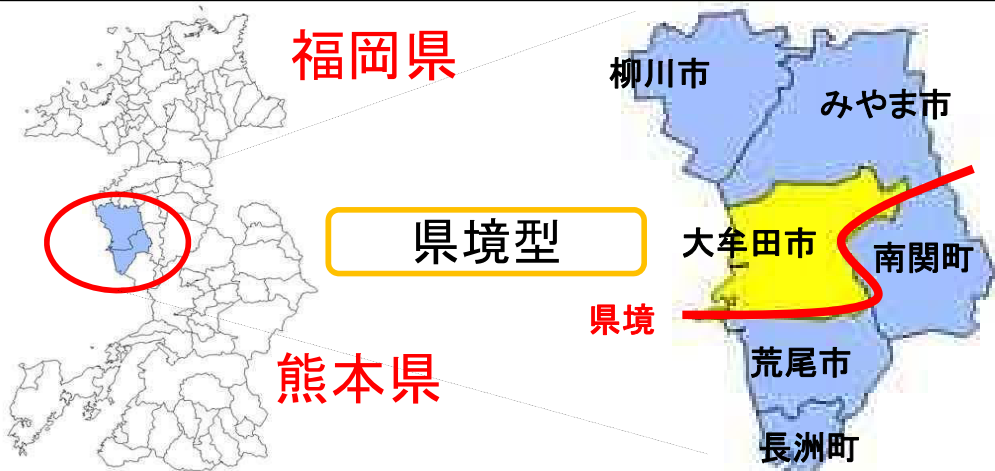 福岡県
柳川市
みやま市
県境型
大牟田市
南関町
県境
荒尾市
熊本県
長洲町